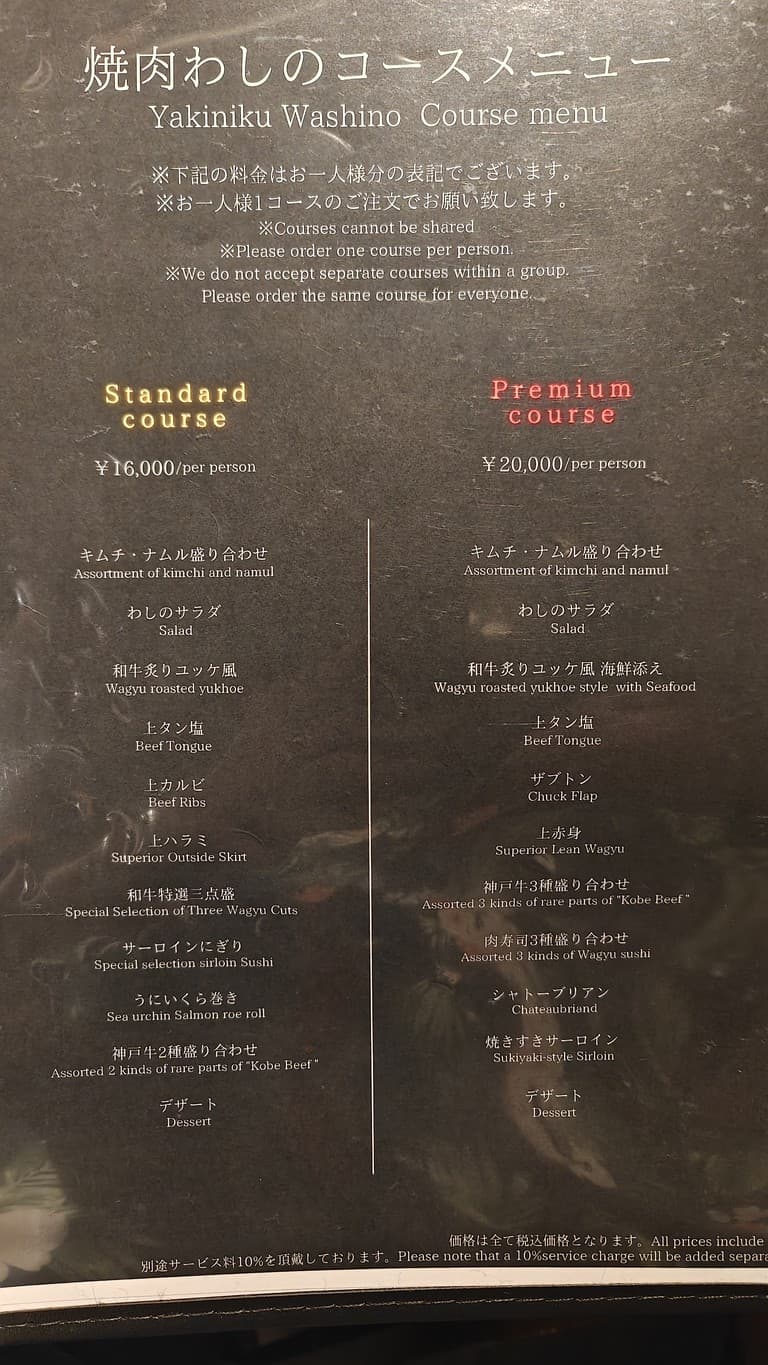 焼肉わしのコースメニュー
Yakiniku Washino Course menu
※下記の料金はお一人様分の表記でございます。
※お一人様1コースのご注文でお願い致します。
※Courses cannot be shared
※Please order one course per person.
※We do not accept separate courses within a group.
Please order the same course for everyone.
Standard
course
¥16,000/per person
キムチ・ナムル盛り合わせ
Assortment of kimchi and namul
わしのサラダ
Salad
和牛炙りユッケ風
Wagyu roasted yukhoe
上タン塩
Beef Tongue
上カルビ
Beef Ribs
上ハラミ
Superior Outside Skirt
和牛特選三点盛
Special Selection of Three Wagyu Cuts
サーロインにぎり
Special selection sirloin Sushi
うにいくら巻き
Sea urchin Salmon roe roll
神戸牛2種盛り合わせ
Assorted 2 kinds of rare parts of "Kobe Beef"
デザート
Dessert
Premium
course
¥20,000/per person
キムチ・ナムル盛り合わせ
Assortment of kimchi and namul
わしのサラダ
Salad
和牛炙りユッケ風 海鮮添え
Wagyu roasted yukhoe style with Seafood
上タン塩
Beef Tongue
ザブトン
Chuck Flap
上赤身
Superior Lean Wagyu
神戸牛3種盛り合わせ
Assorted 3 kinds of rare parts of "Kobe Beef"
肉寿司3種盛り合わせ
Assorted 3 kinds of Wagyu sushi
シャトーブリアン
Chateaubriand
焼きすきサーロイン
Sukiyaki-style Sirloin
デザート
Dessert
価格は全て税込価格となります。All prices include
別途サービス料10%を頂戴しております。Please note that a 10%service charge will be added separa